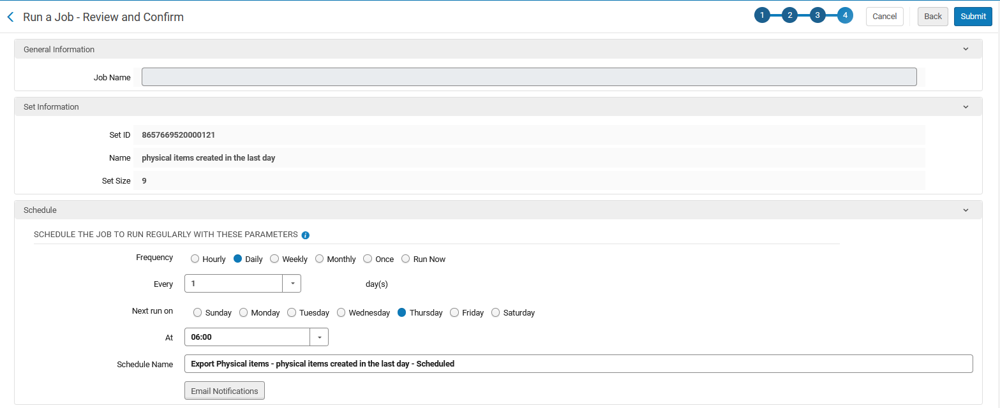 Run a Job - Review and Confirm
1 2 3 4 Cancel Back Submit
General Information
Job Name
Set Information
Set ID 8657669520000121
Name physical items created in the last day
Set Size 9
Schedule
SCHEDULE THE JOB TO RUN REGULARLY WITH THESE PARAMETERS i
Frequency Hourly Daily Weekly Monthly Once Run Now
Every 1 day(s)
Next run on Sunday Monday Tuesday Wednesday Thursday Friday Saturday
At 06:00
Schedule Name Export Physical items - physical items created in the last day - Scheduled
Email Notifications